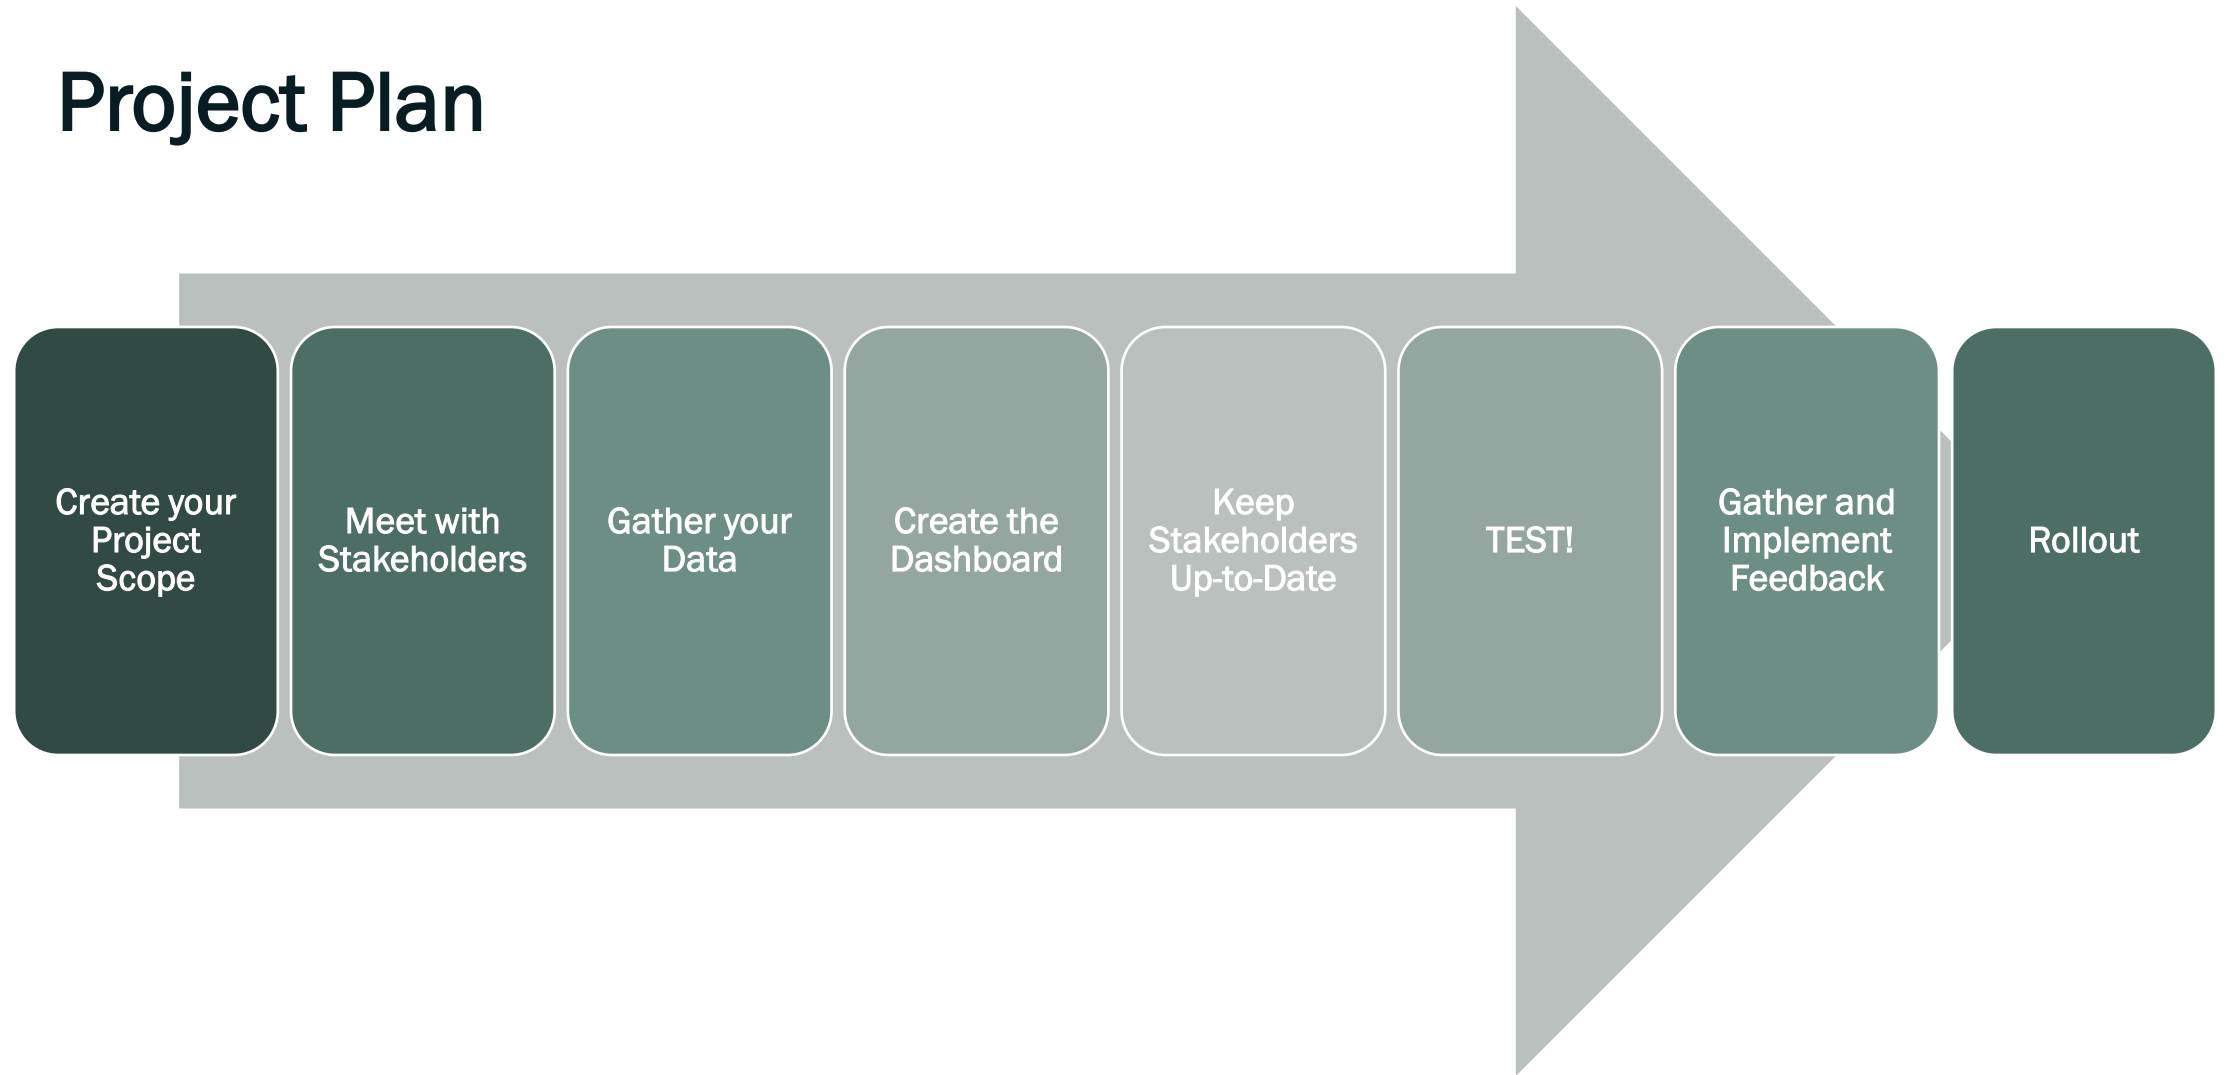 Project Plan
Create your
Project
Scope
Meet with
Stakeholders
Gather your
Data
Create the
Dashboard
Keep
Stakeholders
Up-to-Date
TEST!
Gather and
Implement
Feedback
Rollout